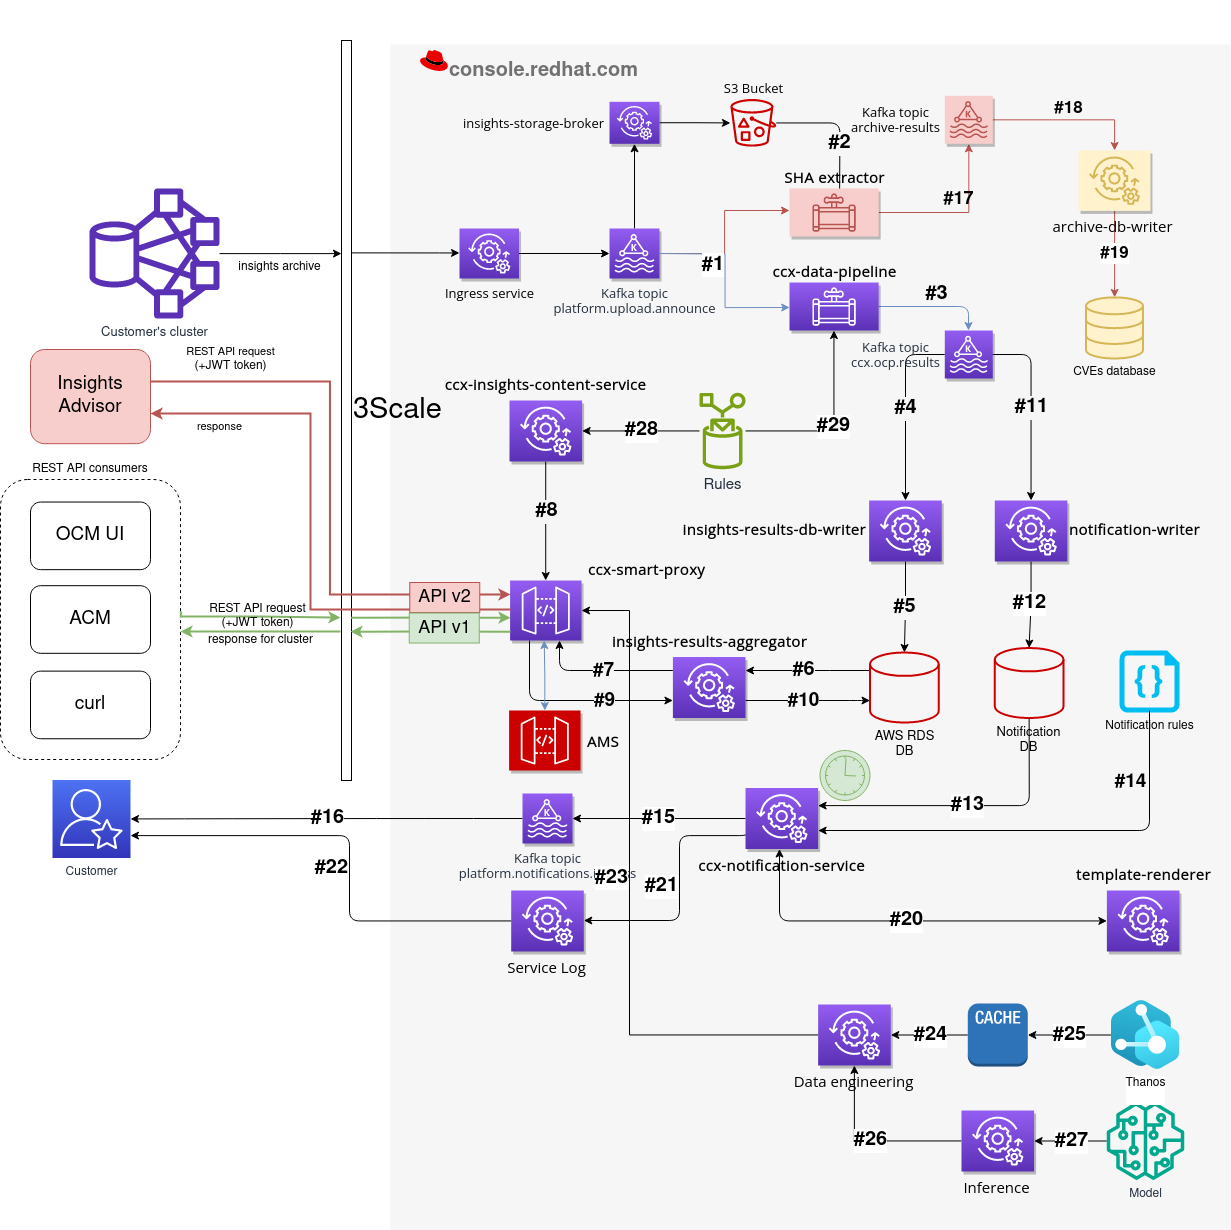 console.redhat.com
S3 Bucket
insights-storage-broker
Kafka topic
archive-results
#18
#2
SHA extractor
#17
archive-db-writer
#19
insights archive
Customer's cluster
Ingress service
Kafka topic
platform.upload.announce
#1
ccx-data-pipeline
#3
Kafka topic
ccx.ocp.results
CVEs database
REST API request
(+JWT token)
Insights
Advisor
response
3Scale
ccx-insights-content-service
#28
Rules
#29
#4
#11
REST API consumers
OCM UI
ACM
curl
#8
insights-results-db-writer
notification-writer
ccx-smart-proxy
API v2
API v1
REST API request
(+JWT token)
response for cluster
#5
#12
insights-results-aggregator
#7
#6
#9
#10
AMS
AWS RDS
DB
Notification
DB
Notification rules
#14
#13
#16
#15
Customer
#22
Kafka topic
platform.notifications.
#23
#21
ccx-notification-service
template-renderer
#20
Service Log
CACHE
#24
#25
Data engineering
Thanos
#26
#27
Inference
Model